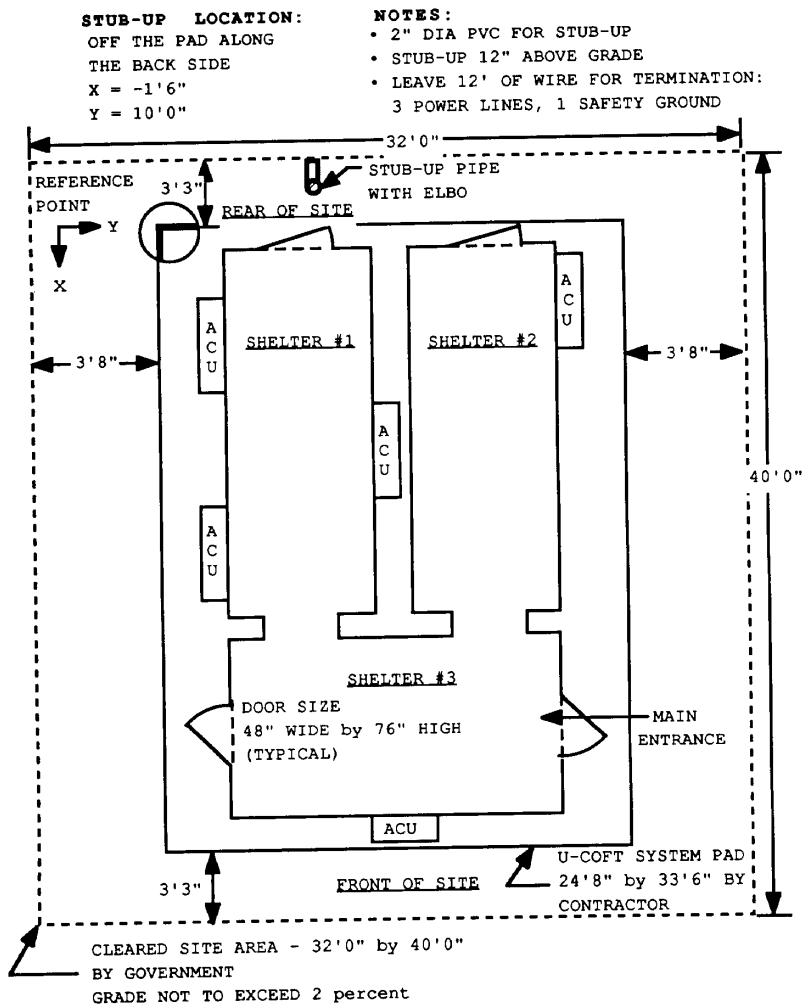 STUB-UP LOCATION:
OFF THE PAD ALONG
THE BACK SIDE
X = -1'6"
Y = 10'0"
NOTES:
• 2" DIA PVC FOR STUB-UP
• STUB-UP 12" ABOVE GRADE
• LEAVE 12' OF WIRE FOR TERMINATION:
3 POWER LINES, 1 SAFETY GROUND
32'0"
REFERENCE
POINT
Y
X
3'3"
STUB-UP PIPE
WITH ELBO
REAR OF SITE
ACU
SHELTER #1
SHELTER #2
ACU
3'8"
3'8"
ACU
40'0"
ACU
SHELTER #3
DOOR SIZE
48" WIDE by 76" HIGH
(TYPICAL)
MAIN
ENTRANCE
ACU
3'3"
FRONT OF SITE
U-COFT SYSTEM PAD
24'8" by 33'6" BY
CONTRACTOR
CLEARED SITE AREA - 32'0" by 40'0"
BY GOVERNMENT
GRADE NOT TO EXCEED 2 percent